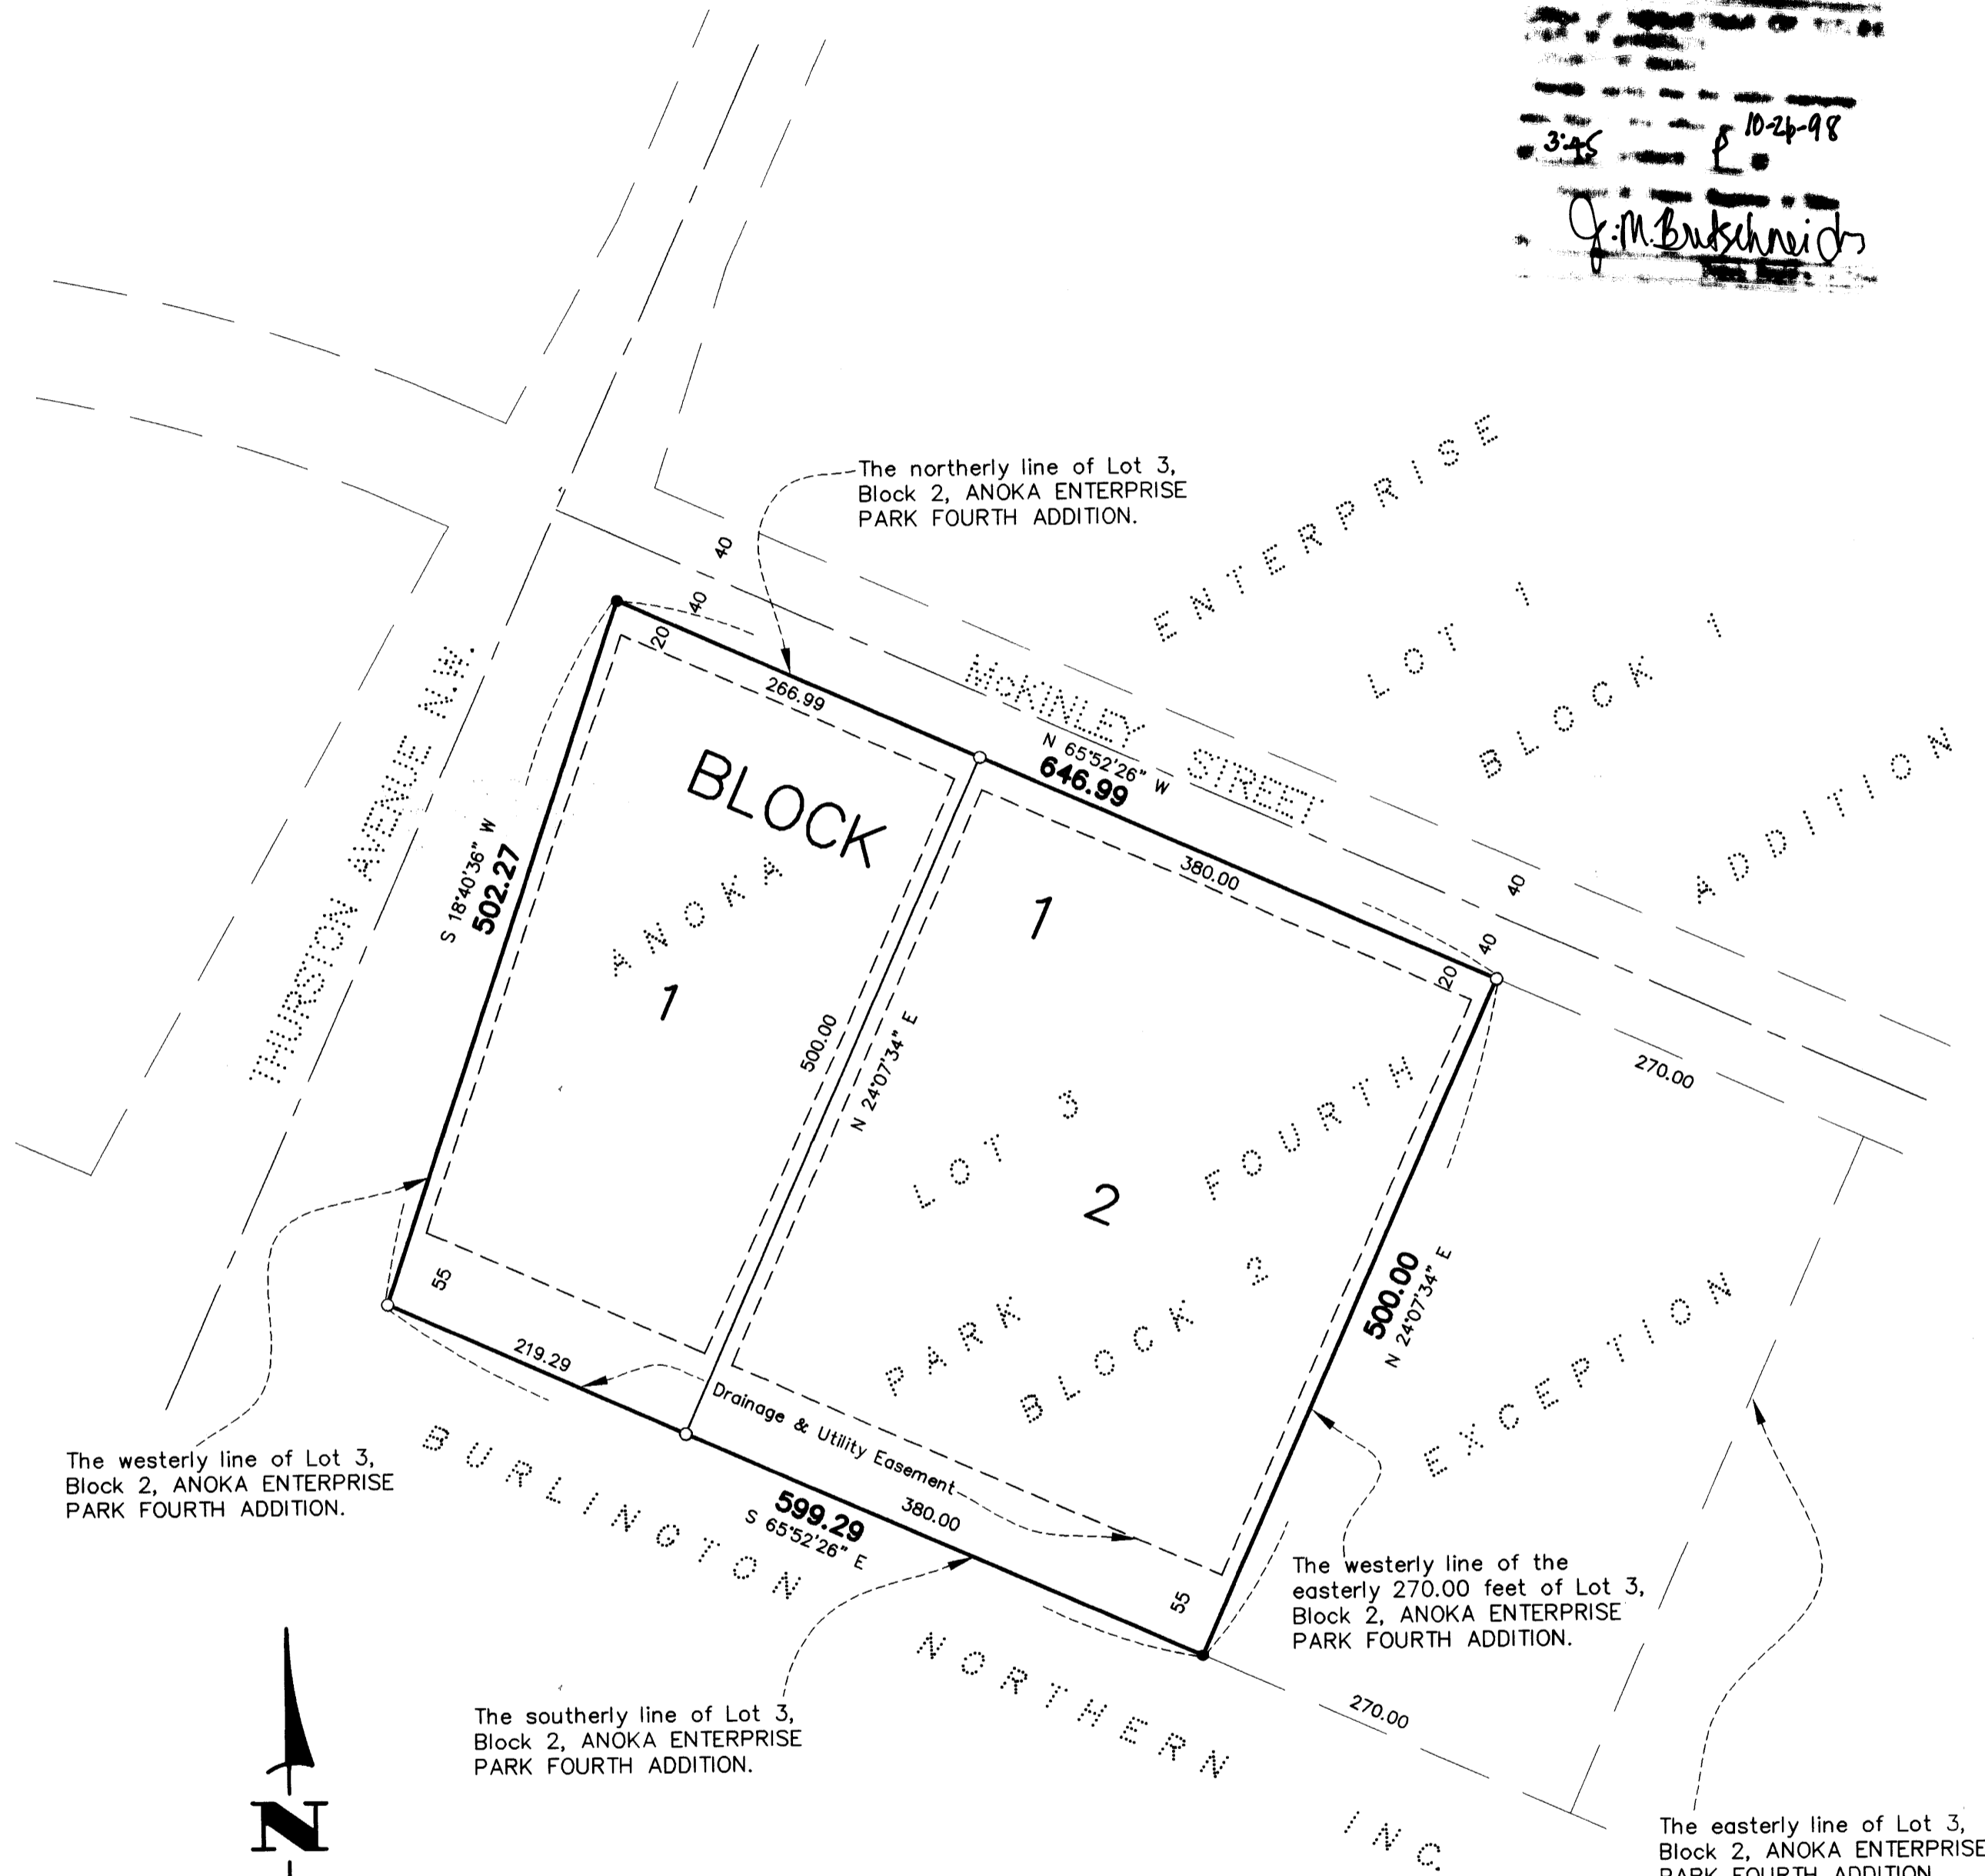 3:45
10-26-98
The northerly line of Lot 3,
Block 2, ANOKA ENTERPRISE
PARK FOURTH ADDITION.
ENTERPRISE
LOT 1
BLOCK 1
ADDITION
40
40
20
266.99
McKINLEY STREET
N 65°52'26" W
646.99
THURSTON AVENUE N.W.
S 18°40'36" W
502.27
BLOCK
1
ANOKA
1
380.00
40
40
20
270.00
500.00
N 24°07'34" E
LOT 3
FOURTH
2
PARK
BLOCK 2
500.00
N 24°07'34" E
EXCEPTION
55
219.29
Drainage & Utility Easement
The westerly line of Lot 3,
Block 2, ANOKA ENTERPRISE
PARK FOURTH ADDITION.
BURLINGTON
599.29
S 65°52'26" E
380.00
55
The westerly line of the
easterly 270.00 feet of Lot 3,
Block 2, ANOKA ENTERPRISE
PARK FOURTH ADDITION.
NORTHERN
The southerly line of Lot 3,
Block 2, ANOKA ENTERPRISE
PARK FOURTH ADDITION.
270.00
INC.
N
The easterly line of Lot 3,
Block 2, ANOKA ENTERPRISE
PARK FOURTH ADDITION